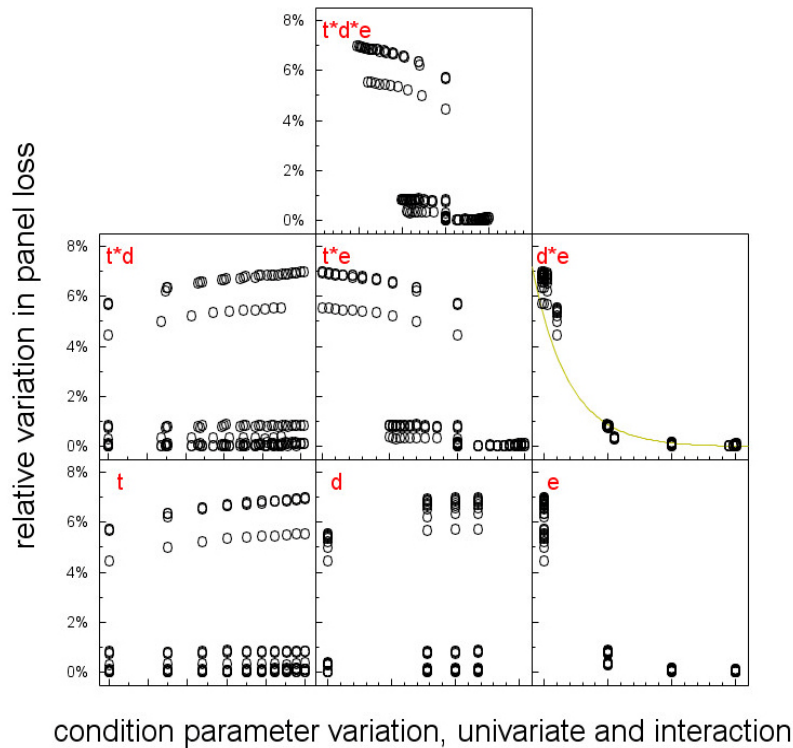 8%
t*d*e
6%
4%
2%
0%
relative variation in panel loss
8%
t*d
t*e
d*e
6%
4%
2%
0%
8%
t
d
e
6%
4%
2%
0%
condition parameter variation, univariate and interaction